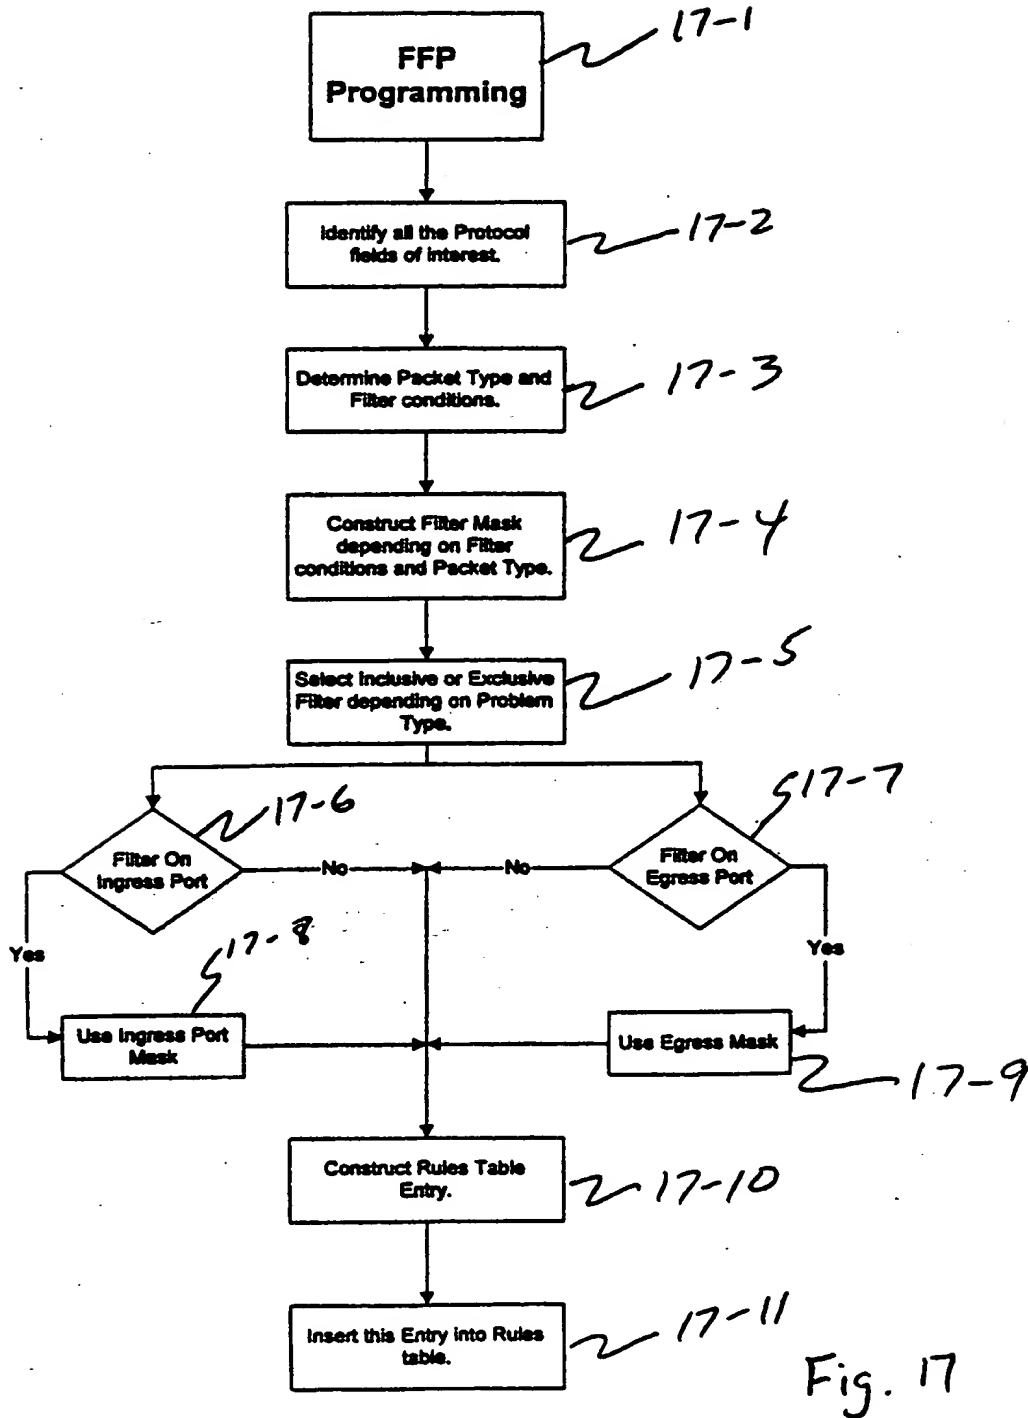 FFP
Programming
17-1
Identify all the Protocol
fields of interest.
17-2
Determine Packet Type and
Filter conditions.
17-3
Construct Filter Mask
depending on Filter
conditions and Packet Type.
17-4
Select Inclusive or Exclusive
Filter depending on Problem
Type.
17-5
Filter On
Ingress Port
17-6
Filter On
Egress Port
17-7
No
No
Yes
Yes
Use Ingress Port
Mask
17-8
Use Egress Mask
17-9
Construct Rules Table
Entry.
17-10
Insert this Entry into Rules
table.
17-11
Fig. 17